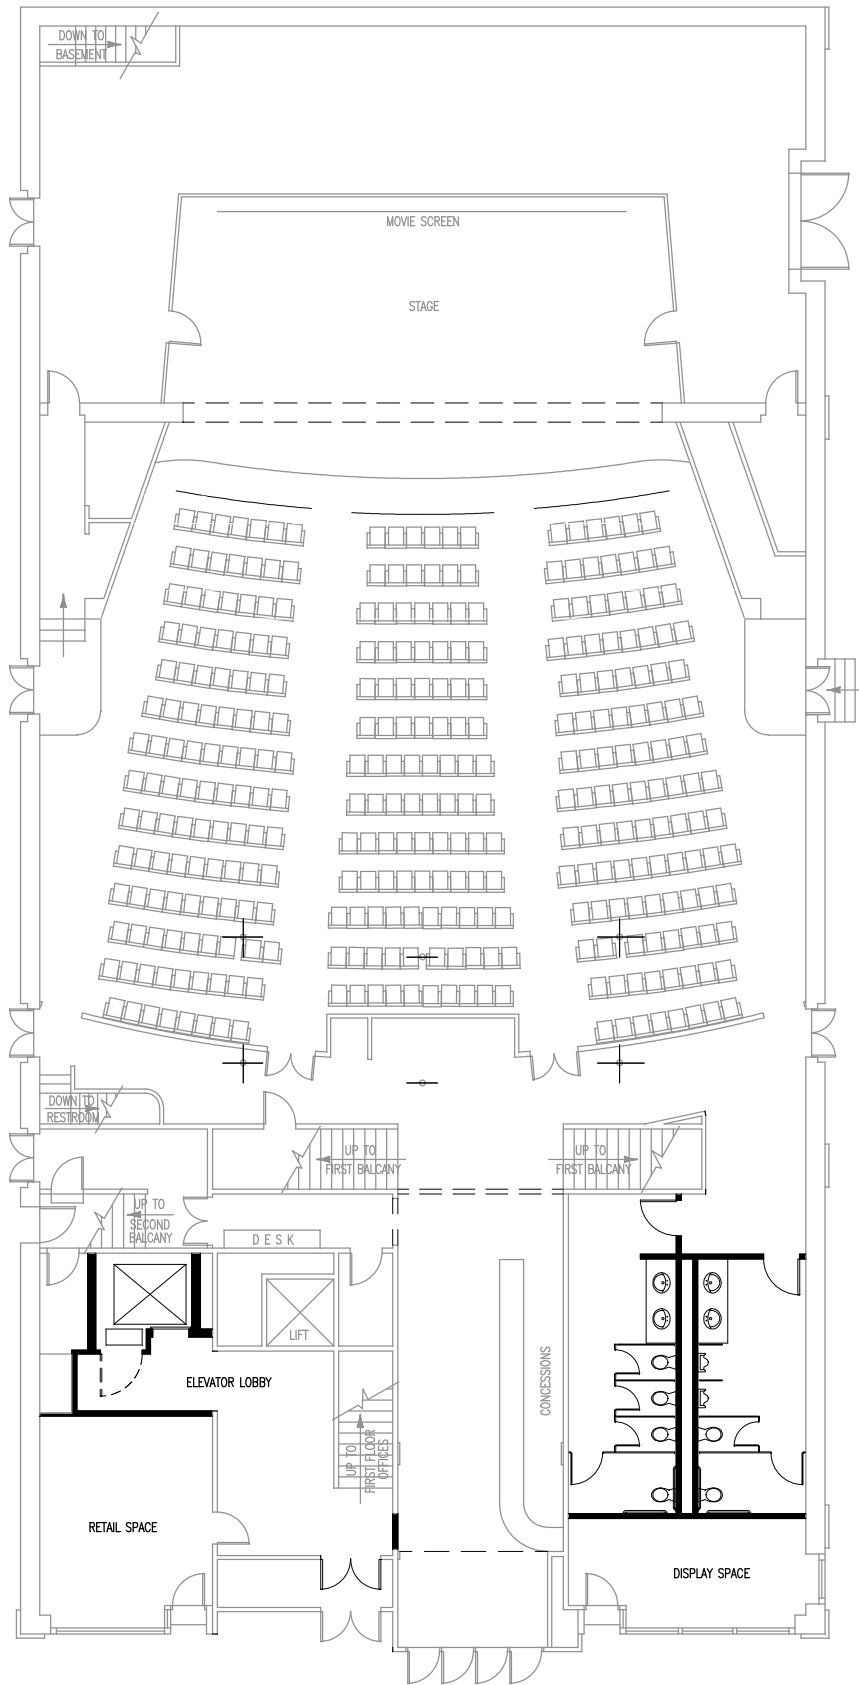 DOWN TO
BASEMENT
MOVIE SCREEN
STAGE
DOWN TO
RESTROOM
UP TO
FIRST BALCANY
UP TO
FIRST BALCANY
UP TO
SECOND
BALCANY
DESK
LIFT
ELEVATOR LOBBY
CONCESSIONS
UP TO
FIRST FLOOR
OFFICES
RETAIL SPACE
DISPLAY SPACE